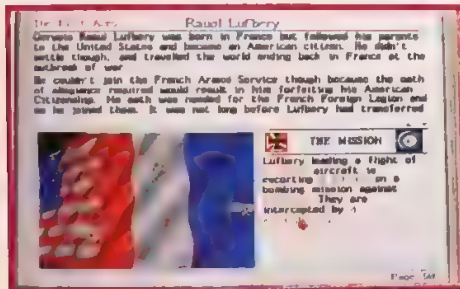 Raoul Lufbery
Gervais Raoul Lufbery was born in France but followed his parents
to the United States and became an American citizen. He didn't
settle though, and travelled the world ending back in France at the
outbreak of war
He couldn't join the French Armed Service though because the oath
of allegiance required would result in him forfeiting his American
Citizenship. No oath was needed for the French Foreign Legion and
so he joined them. It was not long before Lufbery had transferred
THE MISSION
Lufbery leading a flight of
aircraft is
escorting on a
bombing mission against
They are
intercepted by
Page